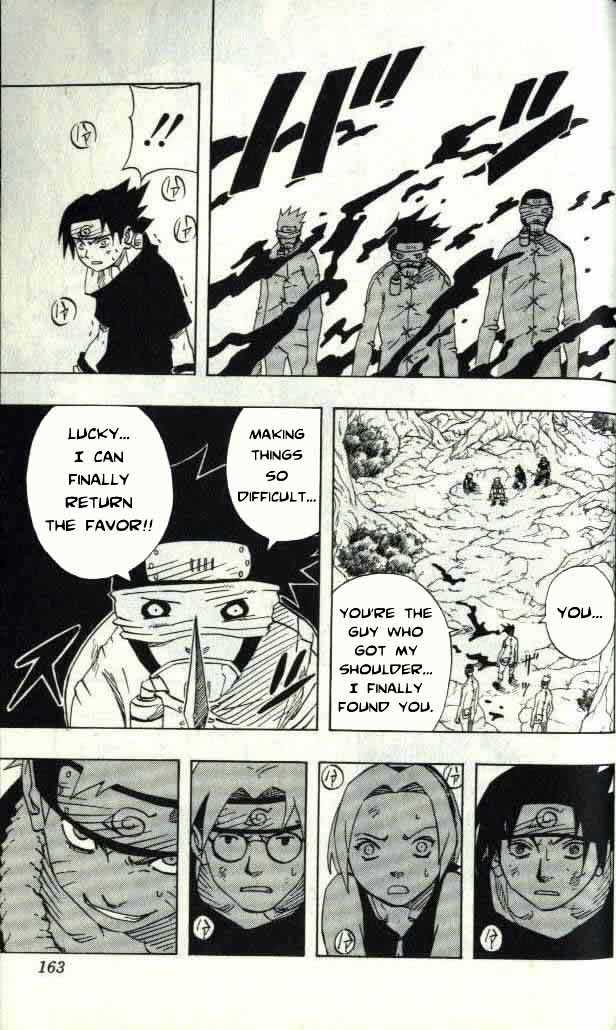 !!
YOU...
YOU'RE THE
GUY WHO
GOT MY
SHOULDER...
I FINALLY
FOUND YOU.
MAKING
THINGS
SO
DIFFICULT...
LUCKY...
I CAN
FINALLY
RETURN
THE FAVOR!!
163